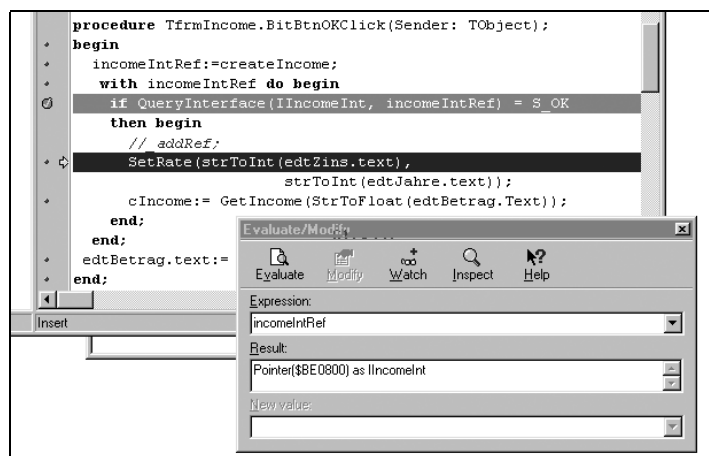 procedure TfrmIncome.BitBtnOKClick(Sender: TObject);
begin
incomeIntRef:=createIncome;
with incomeIntRef do begin
if QueryInterface(IIncomeInt, incomeIntRef) = S_OK
then begin
//_addRef;
SetRate(strToInt(edtZins.text),
strToInt(edtJahre.text));
cIncome:= GetIncome(StrToFloat(edtBetrag.Text));
end;
end;
edtBetrag.text:=
end;
Insert
Evaluate/Modify
Evaluate Modify Watch Inspect Help
Expression:
incomeIntRef
Result:
Pointer($BE0800) as IIncomeInt
New value: